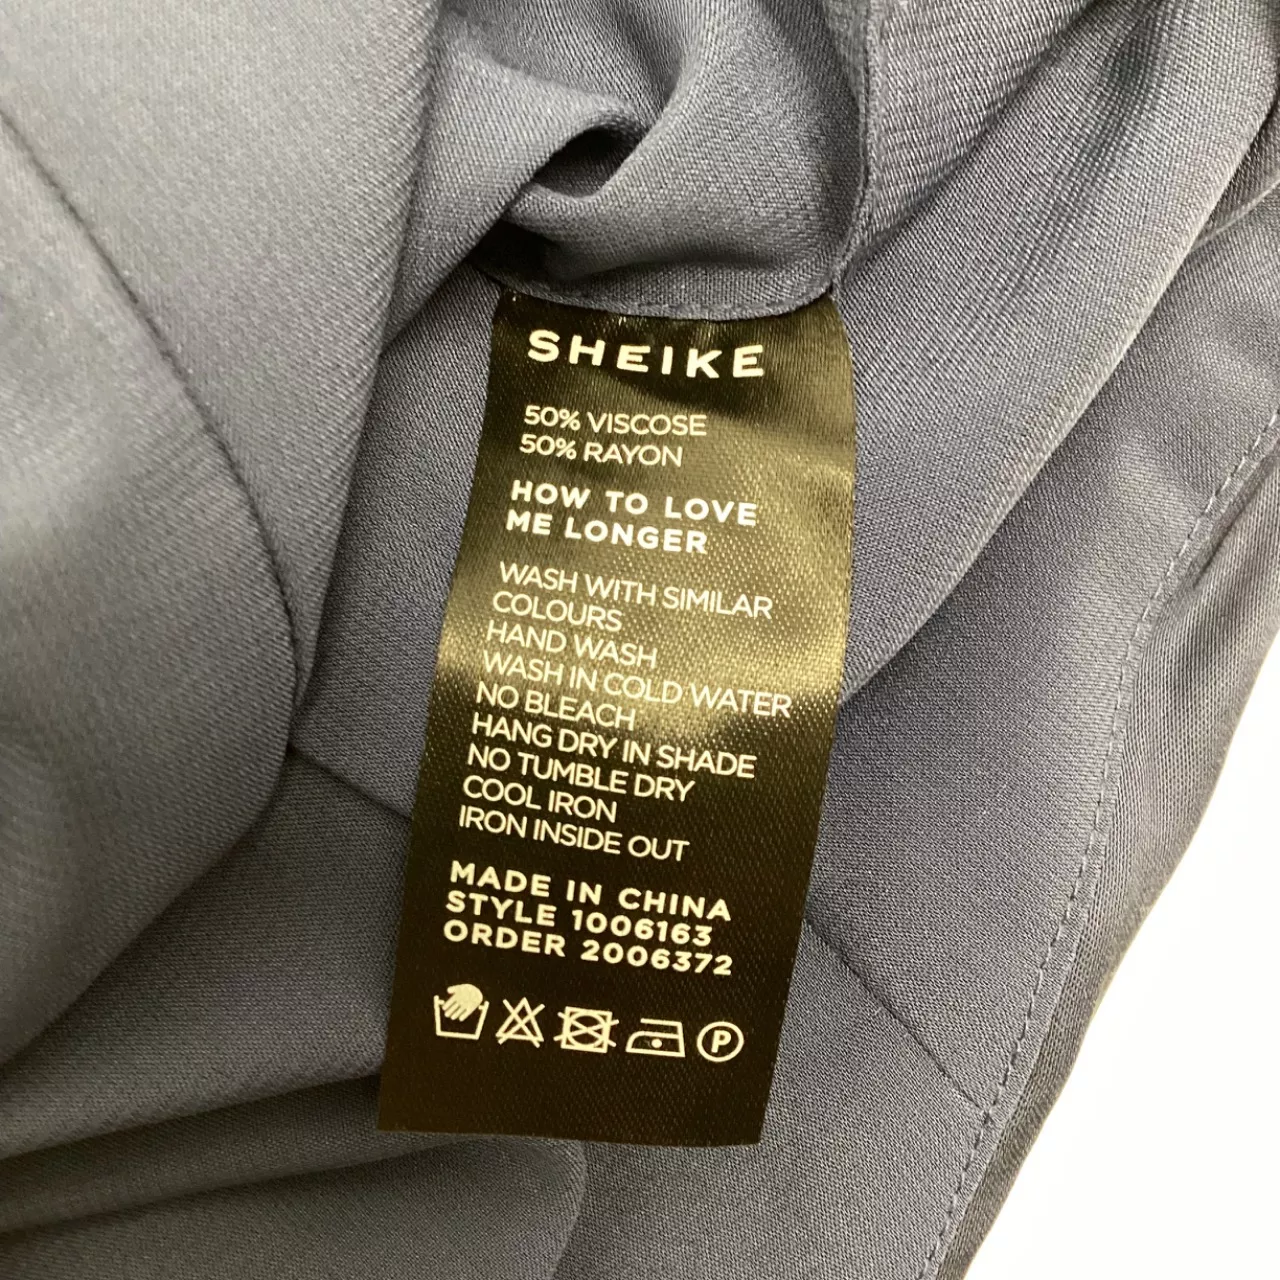 SHEIKE
50% VISCOSE
50% RAYON
HOW TO LOVE
ME LONGER
WASH WITH SIMILAR
COLOURS
HAND WASH
WASH IN COLD WATER
NO BLEACH
HANG DRY IN SHADE
NO TUMBLE DRY
COOL IRON
IRON INSIDE OUT
MADE IN CHINA
STYLE 1006163
ORDER 2006372
P